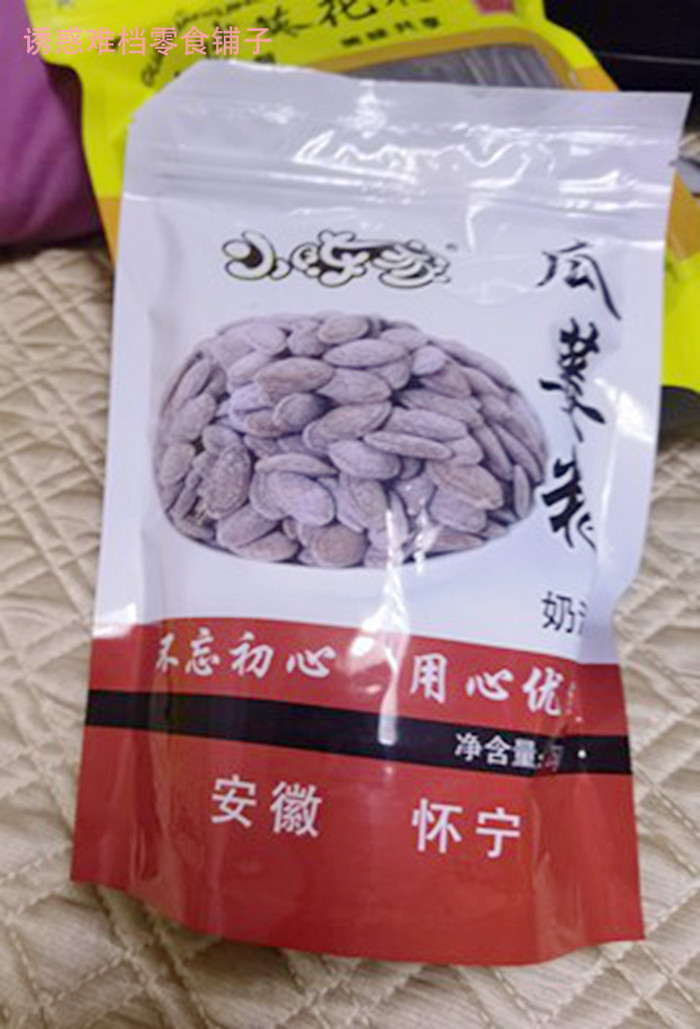 诱惑难档零食铺子
小吃家
瓜蒌籽
奶油
不忘初心 用心优
净含量:
安徽 怀宁